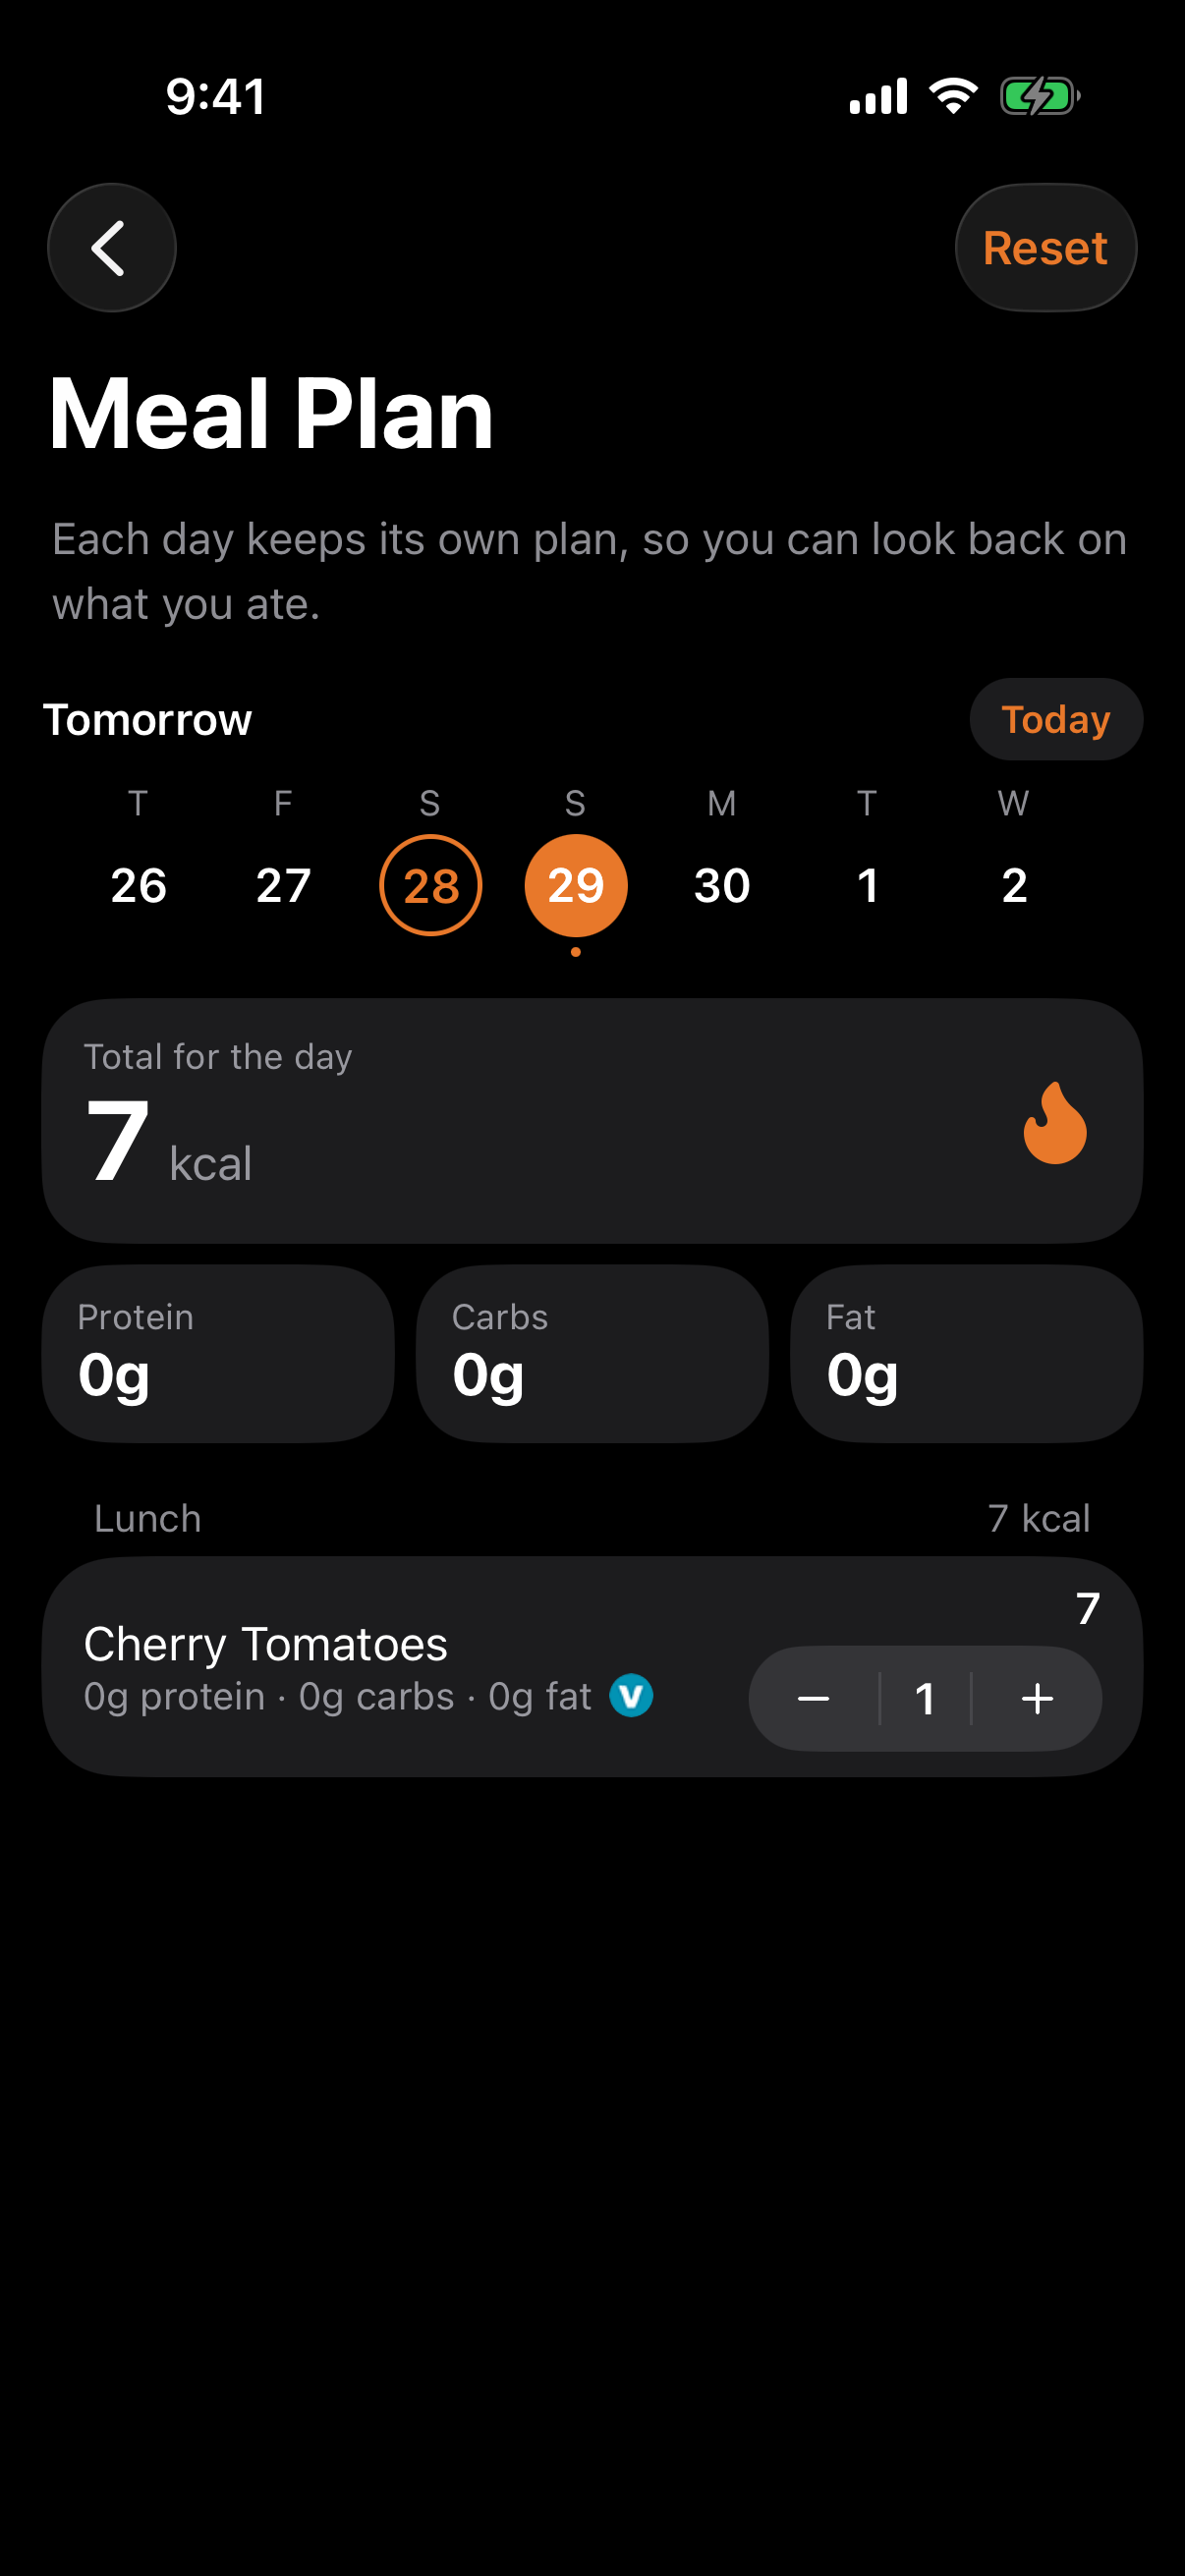 9:41
Reset
Meal Plan
Each day keeps its own plan, so you can look back on
what you ate.
Tomorrow
Today
T F S S M T W
26 27 28 29 30 1 2
Total for the day
7 kcal
Protein Carbs Fat
0g 0g 0g
Lunch 7 kcal
7
Cherry Tomatoes
0g protein · 0g carbs · 0g fat V
− 1 +